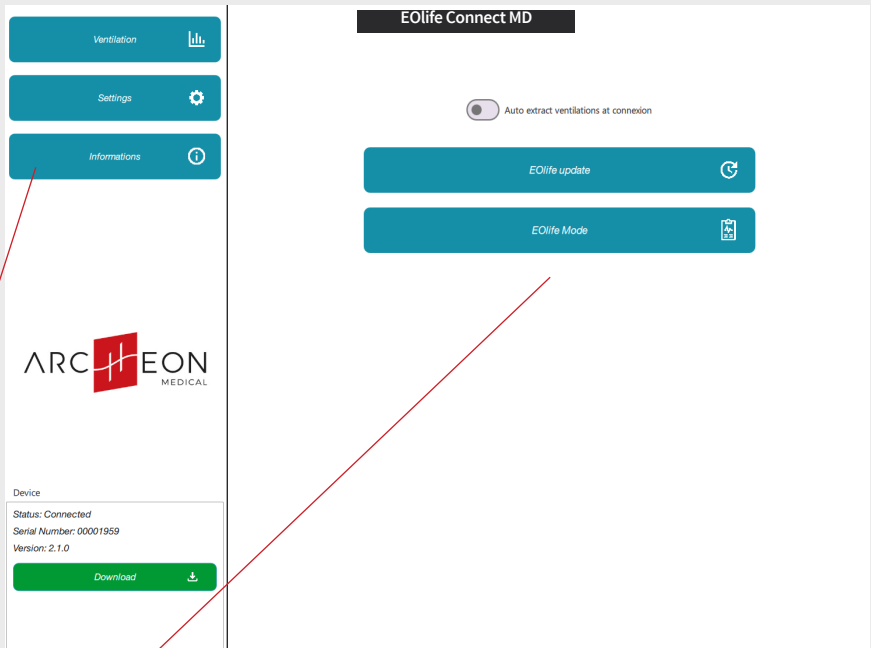 EOlife Connect MD
Ventilation
Settings
Informations
Auto extract ventilations at connexion
EOlife update
EOlife Mode
ARCHEON
MEDICAL
Device
Status: Connected
Serial Number: 00001959
Version: 2.1.0
Download